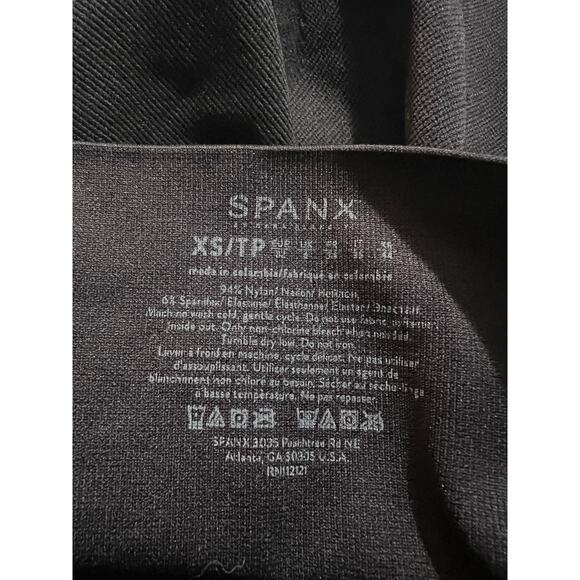 SPANX
XS/TP
made in colombia/fabriqué en colombie
94% Nylon/
6% Spandex/ Elastane/ Élasthanne/
Machine wash cold, gentle cycle. Do not use fabric softener.
Inside out. Only non-chlorine bleach when needed.
Tumble dry low. Do not iron.
Laver à froid en machine, cycle délicat. Ne pas utiliser
d'assouplissant. Utiliser seulement un agent de
blanchiment non chloré au besoin. Sécher au sèche-linge
à basse température. Ne pas repasser.
SPANX 3035 Peachtree Rd NE
Atlanta, GA 30305 U.S.A.
RN112121